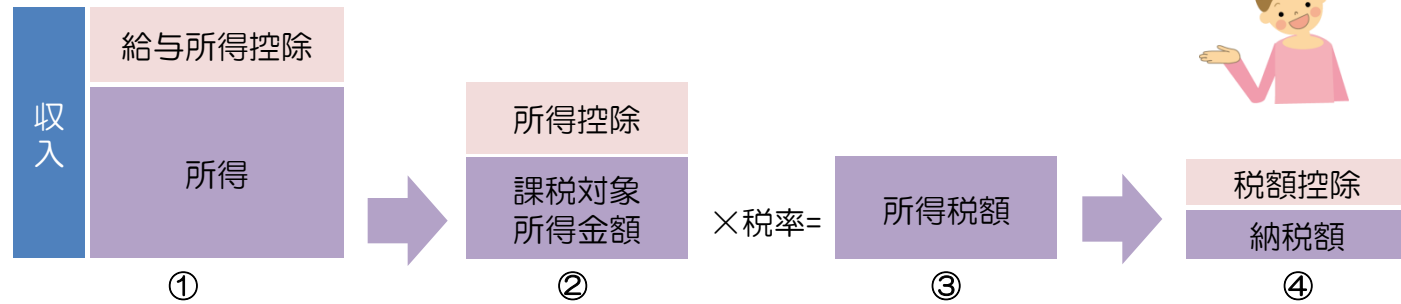 収入
給与所得控除
所得
①
所得控除
課税対象
所得金額
②
×税率=
所得税額
③
税額控除
納税額
④